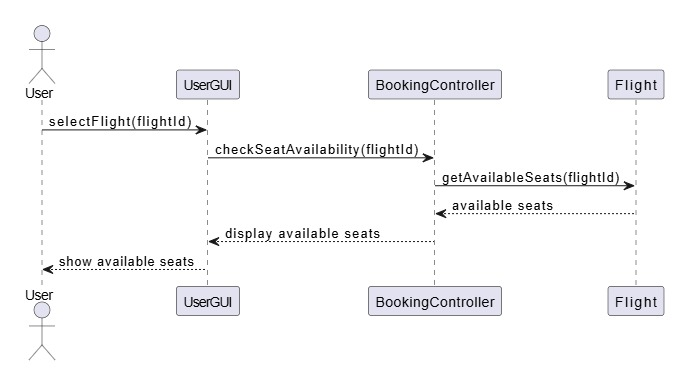 User
UserGUI
BookingController
Flight
selectFlight(flightId)
checkSeatAvailability(flightId)
getAvailableSeats(flightId)
available seats
display available seats
show available seats
User
UserGUI
BookingController
Flight